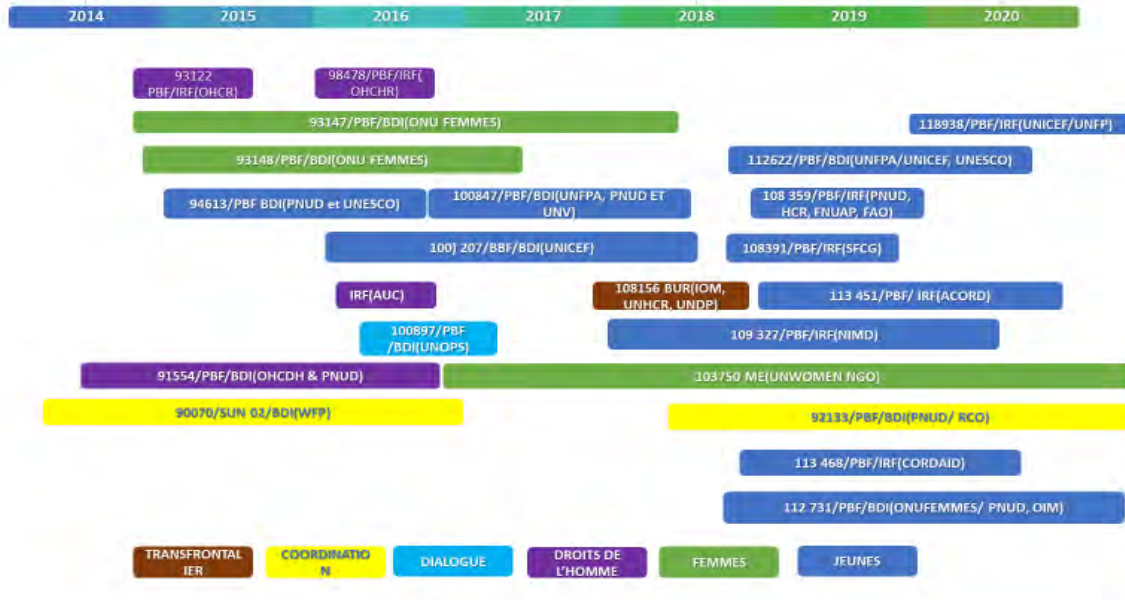 2014 2015 2016 2017 2018 2019 2020
93122
PBF/IRF(OHCR)
98478/PBF/IRF(
OHCHR)
93147/PBF/BDI(ONU FEMMES)
118938/PBF/IRF(UNICEF/UNFP)
93148/PBF/BDI(ONU FEMMES)
112622/PBF/BDI(UNFPA/UNICEF, UNESCO)
94613/PBF BDI(PNUD et UNESCO)
100847/PBF/BDI(UNFPA, PNUD ET
UNV)
108 359/PBF/IRF(PNUD,
HCR, FNUAP, FAO)
100) 207/BBF/BDI(UNICEF)
108391/PBF/IRF(SFCG)
IRF(AUC)
108156 BUR(IOM,
UNHCR, UNDP)
113 451/PBF/ IRF(ACORD)
100897/PBF
/BDI(UNOPS)
109 327/PBF/IRF(NIMD)
91554/PBF/BDI(OHCDH & PNUD)
103750 ME(UNWOMEN NGO)
90070/SUN 02/BDI(WFP)
92133/PBF/BDI(PNUD/ RCO)
113 468/PBF/IRF(CORDAID)
112 731/PBF/BDI(ONUFEMMES/ PNUD, OIM)
TRANSFRONTAL
IER
COORDINATIO
N
DIALOGUE
DROITS DE
L'HOMME
FEMMES
JEUNES